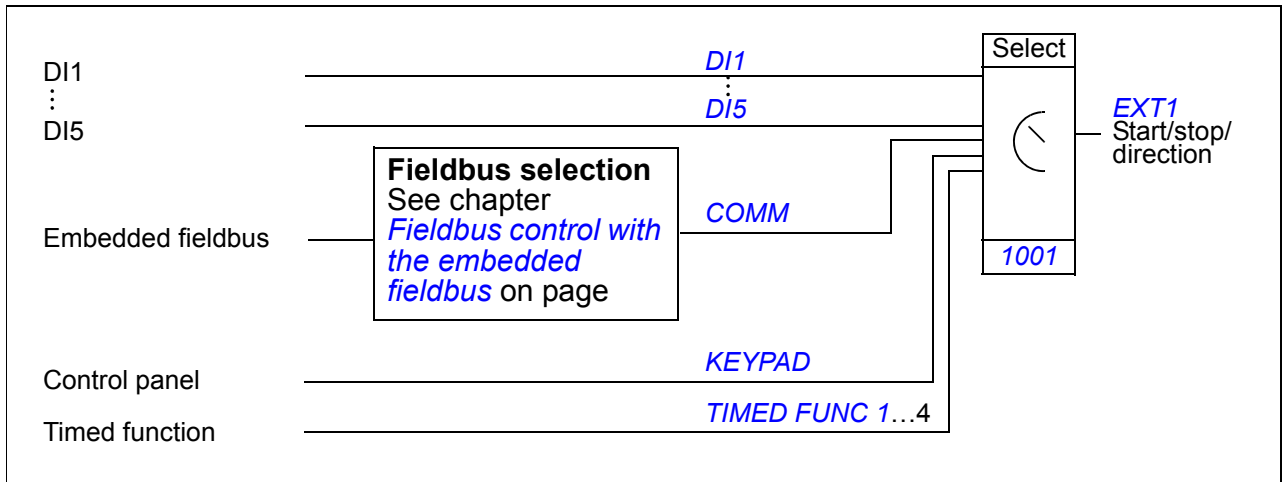 DI1
DI5
Embedded fieldbus
Control panel
Timed function
Fieldbus selection
See chapter
Fieldbus control with
the embedded
fieldbus on page
DI1
DI5
COMM
KEYPAD
TIMED FUNC 1…4
Select
1001
EXT1
Start/stop/
direction